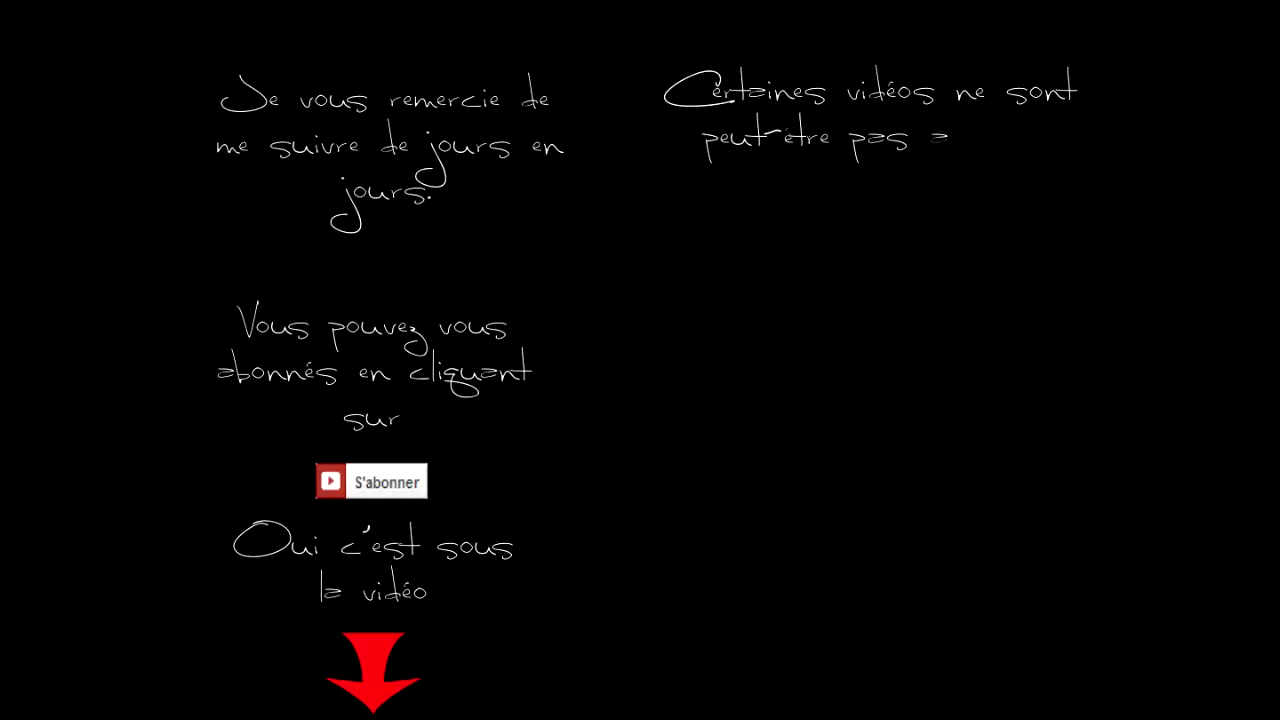 Je vous remercie de
me suivre de jours en
jours.
Vous pouvez vous
abonnés en cliquant
sur
S'abonner
Oui c'est sous
la vidéo
Certaines vidéos ne sont
peut-être pas a